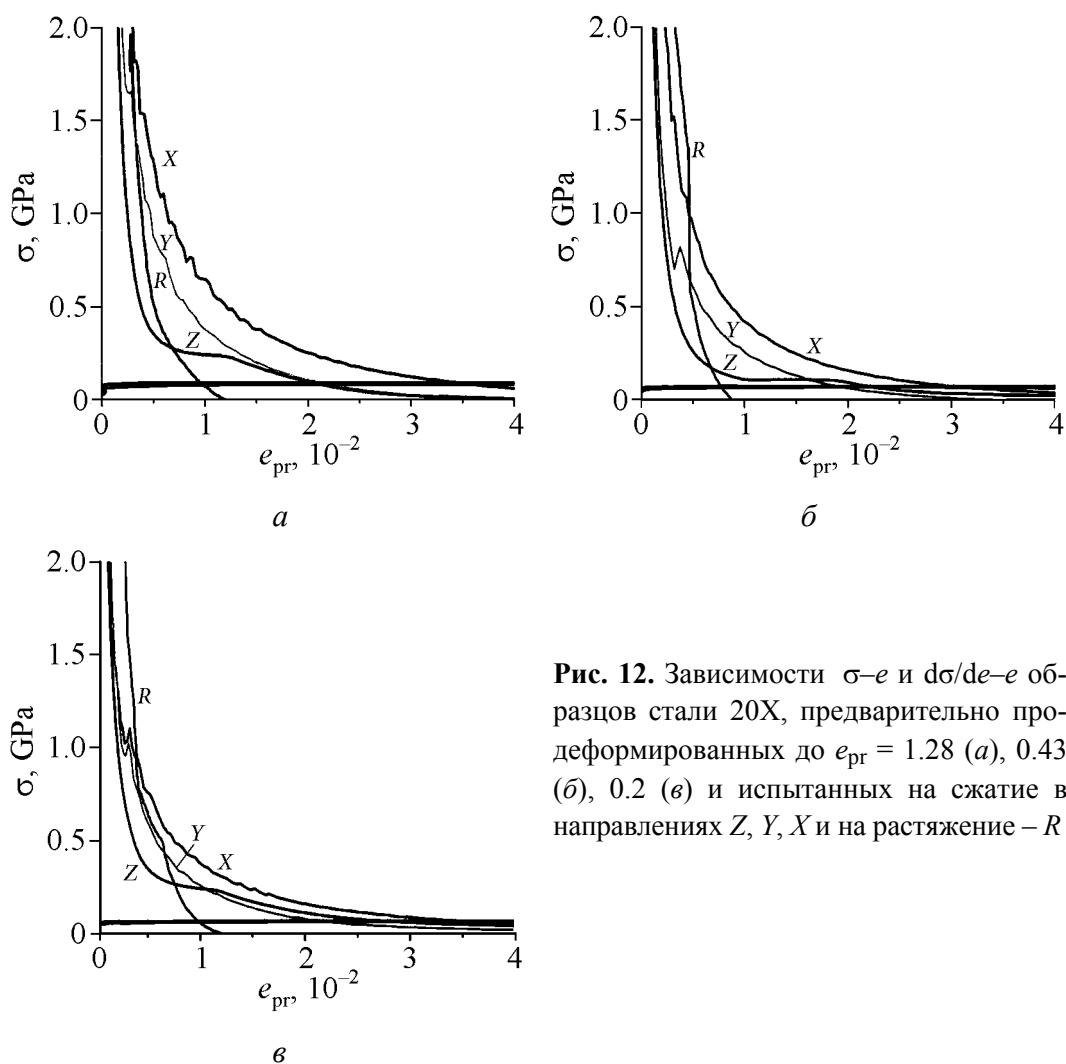 2.0
1.5
1.0
0.5
0
σ, GPa
X
Y
R
Z
1 2 3 4
e_pr, 10⁻²
а
2.0
1.5
1.0
0.5
0
σ, GPa
R
Y
Z
X
0 1 2 3 4
e_pr, 10⁻²
б
2.0
1.5
1.0
0.5
0
σ, GPa
R
Y
X
Z
0 1 2 3 4
e_pr, 10⁻²
в
Рис. 12. Зависимости σ–e и dσ/de–e об-
разцов стали 20Х, предварительно про-
деформированных до e_pr = 1.28 (а), 0.43
(б), 0.2 (в) и испытанных на сжатие в
направлениях Z, Y, X и на растяжение – R